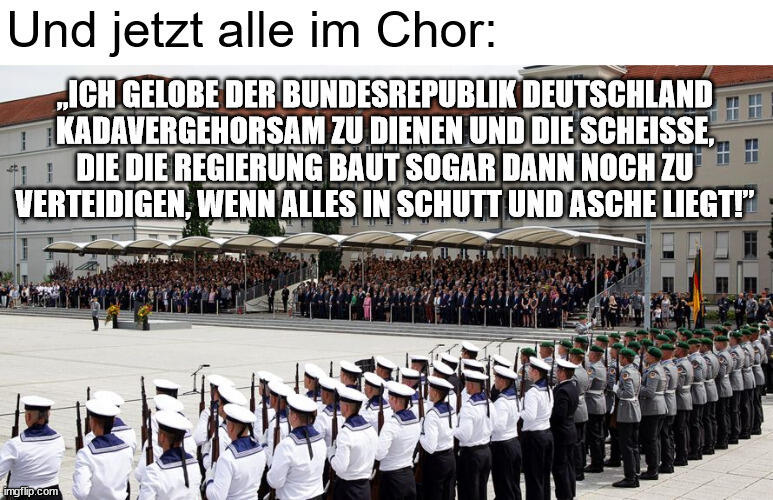 Und jetzt alle im Chor:
„ICH GELOBE DER BUNDESREPUBLIK DEUTSCHLAND
KADAVERGEHORSAM ZU DIENEN UND DIE SCHEISSE,
DIE DIE REGIERUNG BAUT SOGAR DANN NOCH ZU
VERTEIDIGEN, WENN ALLES IN SCHUTT UND ASCHE LIEGT!”
imgflip.com